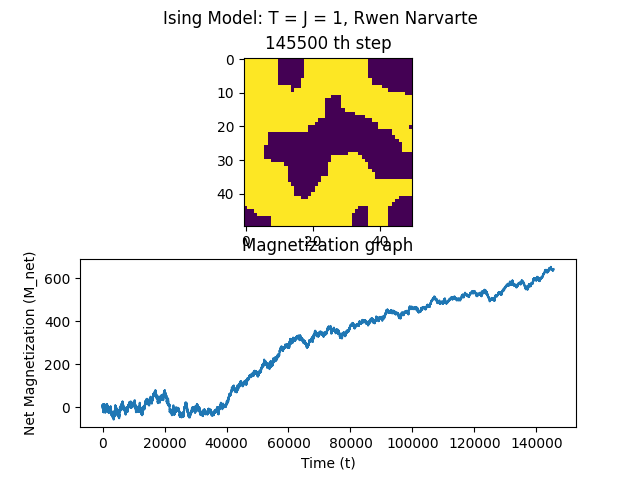 Ising Model: T = J = 1, Rwen Narvarte
145500 th step
0
10
20
30
40
0 20 40
Magnetization graph
Net Magnetization (M_net)
600
400
200
0
0 20000 40000 60000 80000 100000 120000 140000
Time (t)